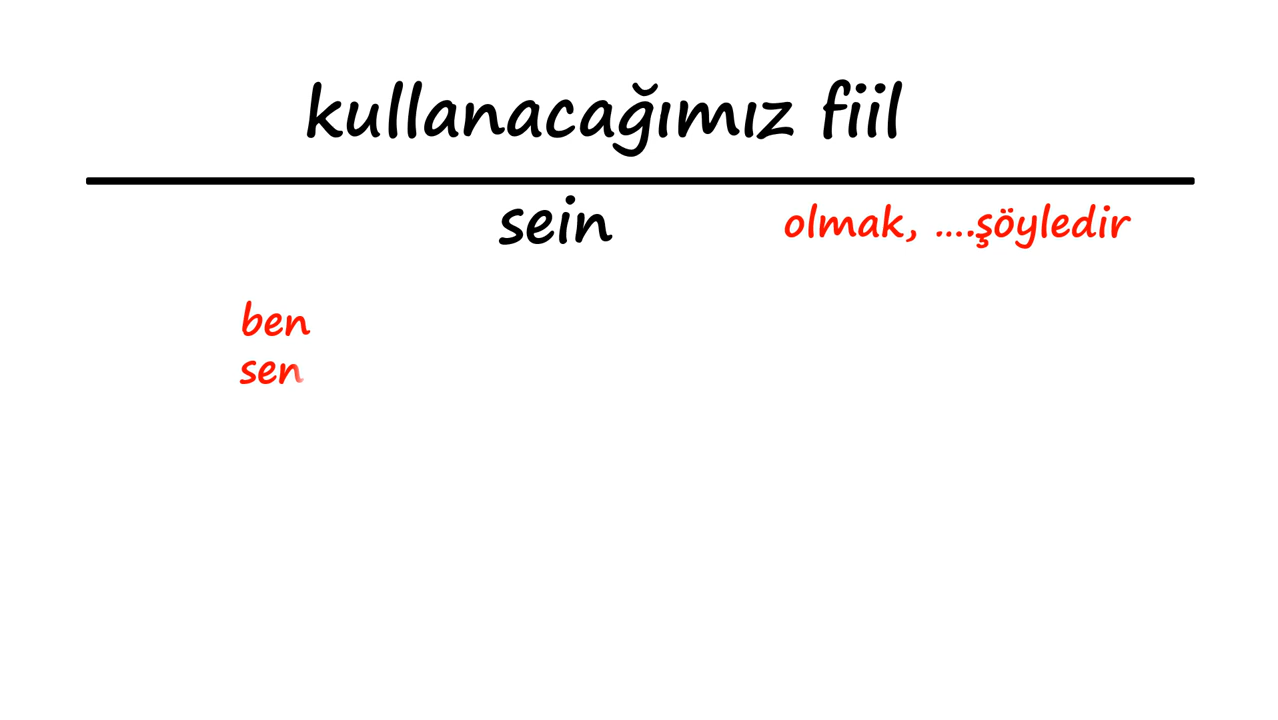 kullanacağımız fiil
sein olmak, ....şöyledir
ben
sen